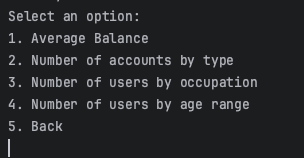 Select an option:
1. Average Balance
2. Number of accounts by type
3. Number of users by occupation
4. Number of users by age range
5. Back